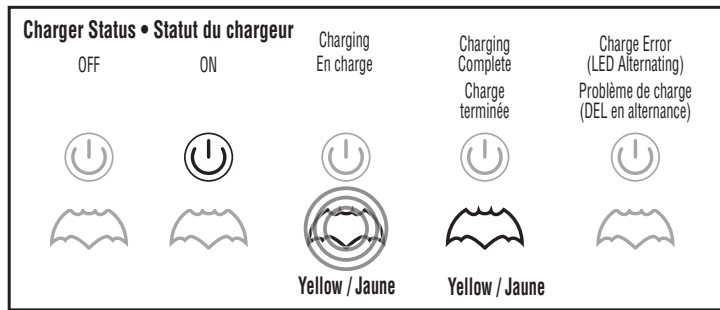 Charger Status • Statut du chargeur
OFF
ON
Charging
En charge
Charging
Complete
Charge
terminée
Charge Error
(LED Alternating)
Problème de charge
(DEL en alternance)
Yellow / Jaune
Yellow / Jaune